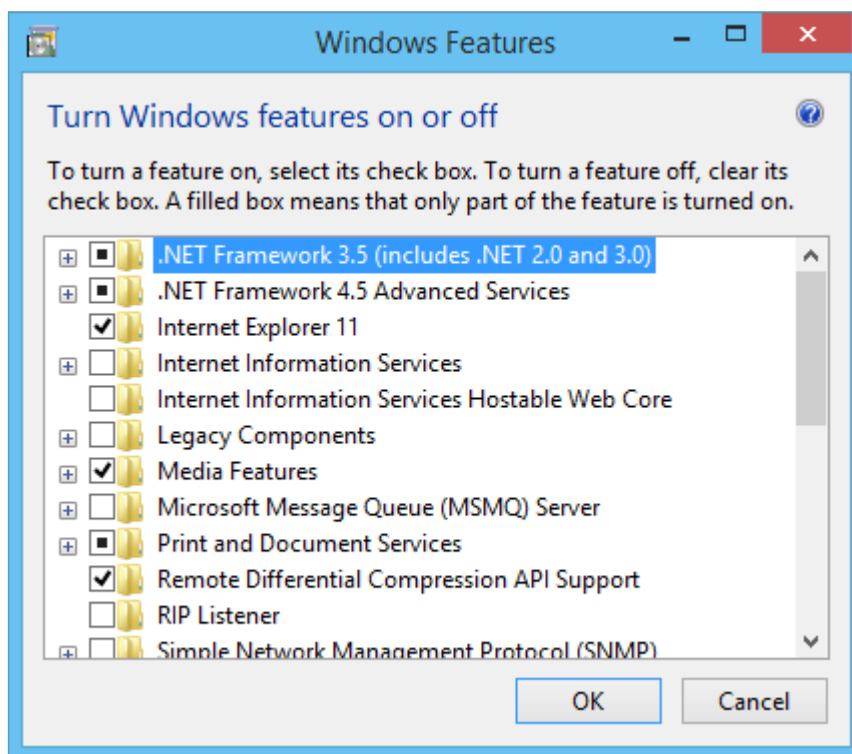 Windows Features
Turn Windows features on or off
To turn a feature on, select its check box. To turn a feature off, clear its
check box. A filled box means that only part of the feature is turned on.
.NET Framework 3.5 (includes .NET 2.0 and 3.0)
.NET Framework 4.5 Advanced Services
Internet Explorer 11
Internet Information Services
Internet Information Services Hostable Web Core
Legacy Components
Media Features
Microsoft Message Queue (MSMQ) Server
Print and Document Services
Remote Differential Compression API Support
RIP Listener
Simple Network Management Protocol (SNMP)
OK Cancel